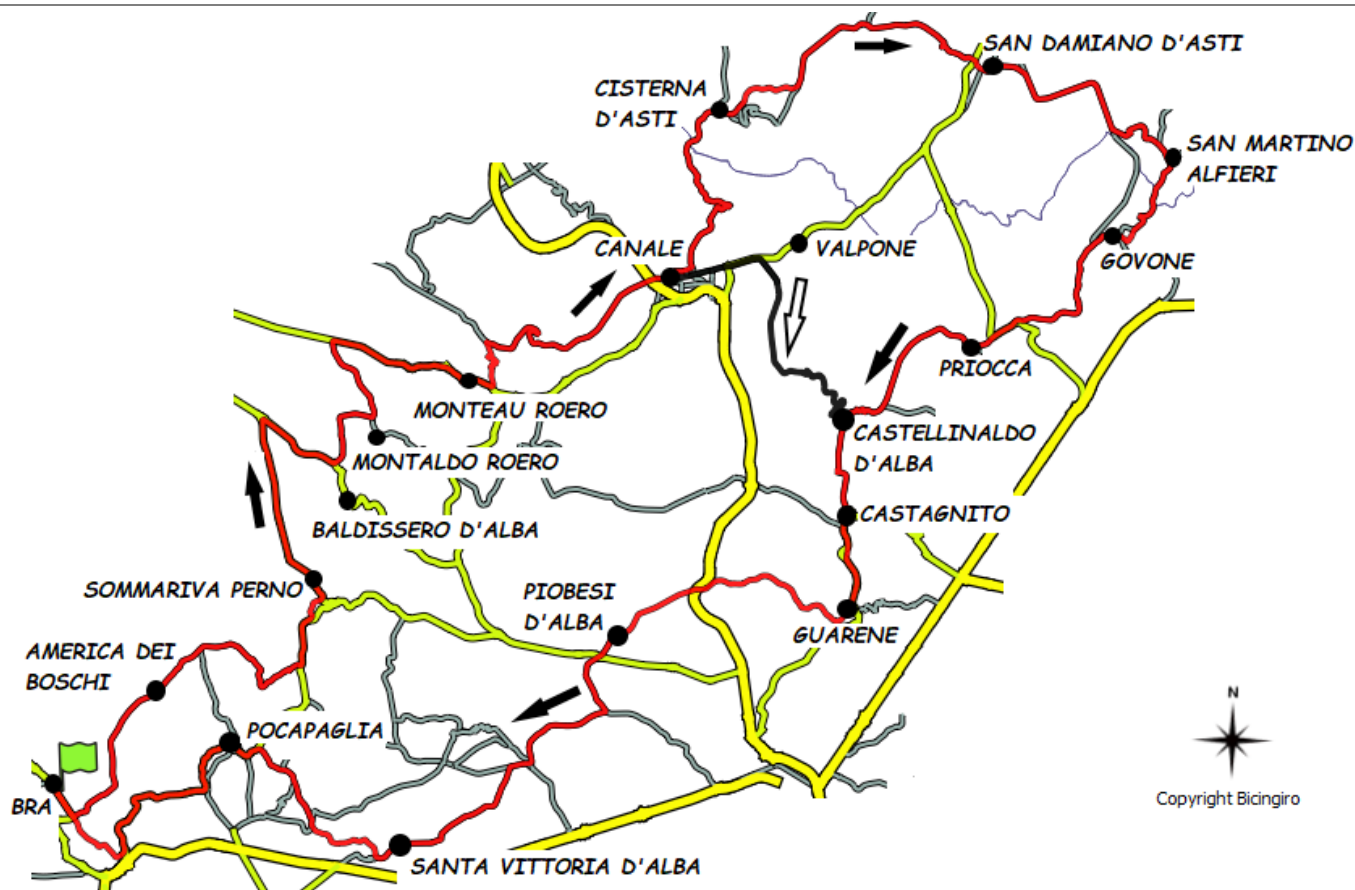 SAN DAMIANO D'ASTI
CISTERNA
D'ASTI
SAN MARTINO
ALFIERI
CANALE
VALPONE
GOVONE
PRIOCCA
MONTEAU ROERO
CASTELLINALDO
D'ALBA
MONTALDO ROERO
CASTAGNITO
BALDISSERO D'ALBA
SOMMARIVA PERNO
PIOBESI
D'ALBA
GUARENE
AMERICA DEI
BOSCHI
POCAPAGLIA
N
BRA
Copyright Bicingiro
SANTA VITTORIA D'ALBA